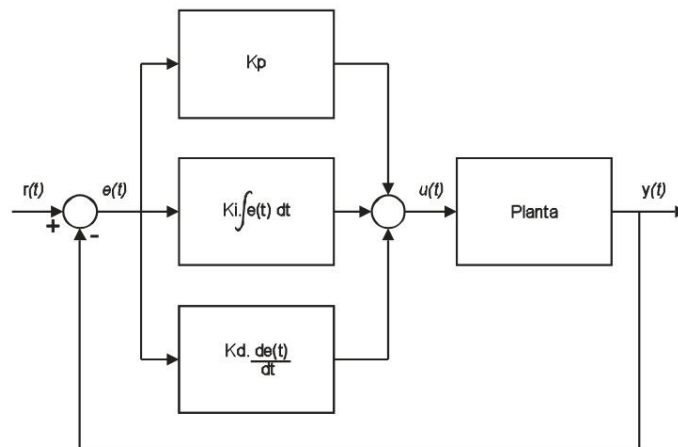 Kp
r(t)
e(t)
+
-
Ki.∫e(t) dt
u(t)
Planta
y(t)
Kd. de(t)
dt